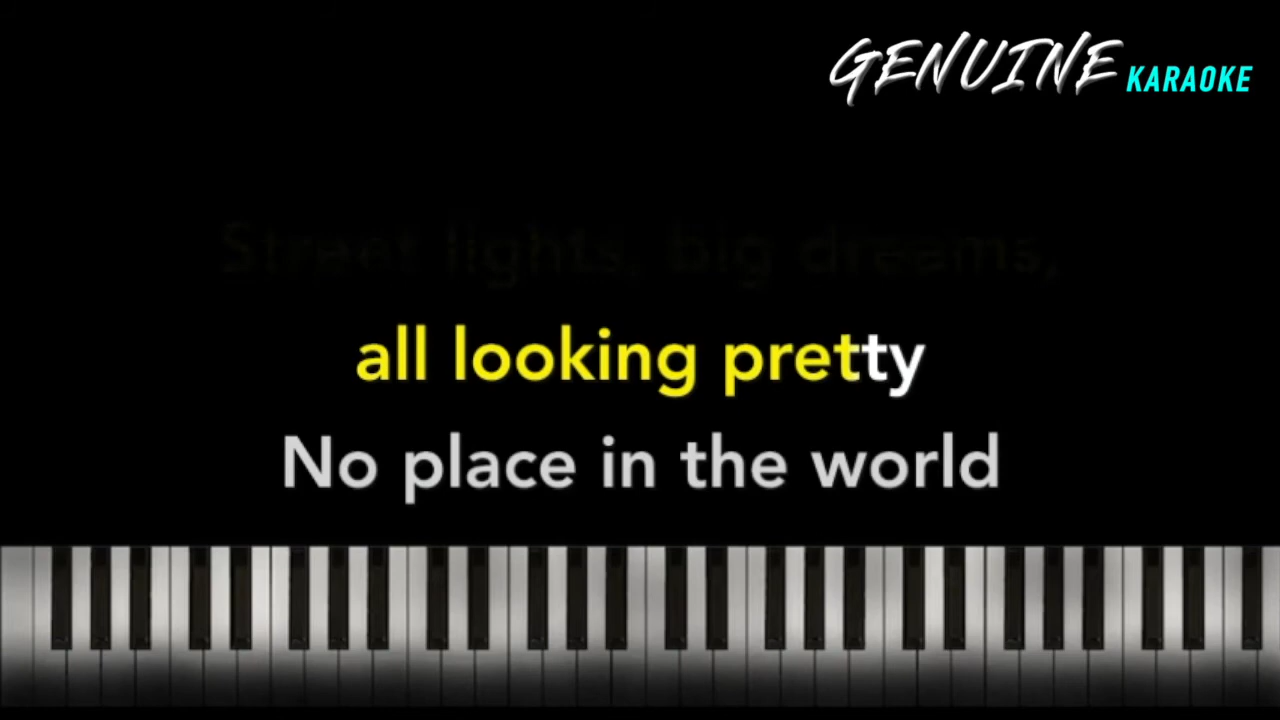 GENUINE KARAOKE
Street lights, big dreams,
all looking pretty
No place in the world